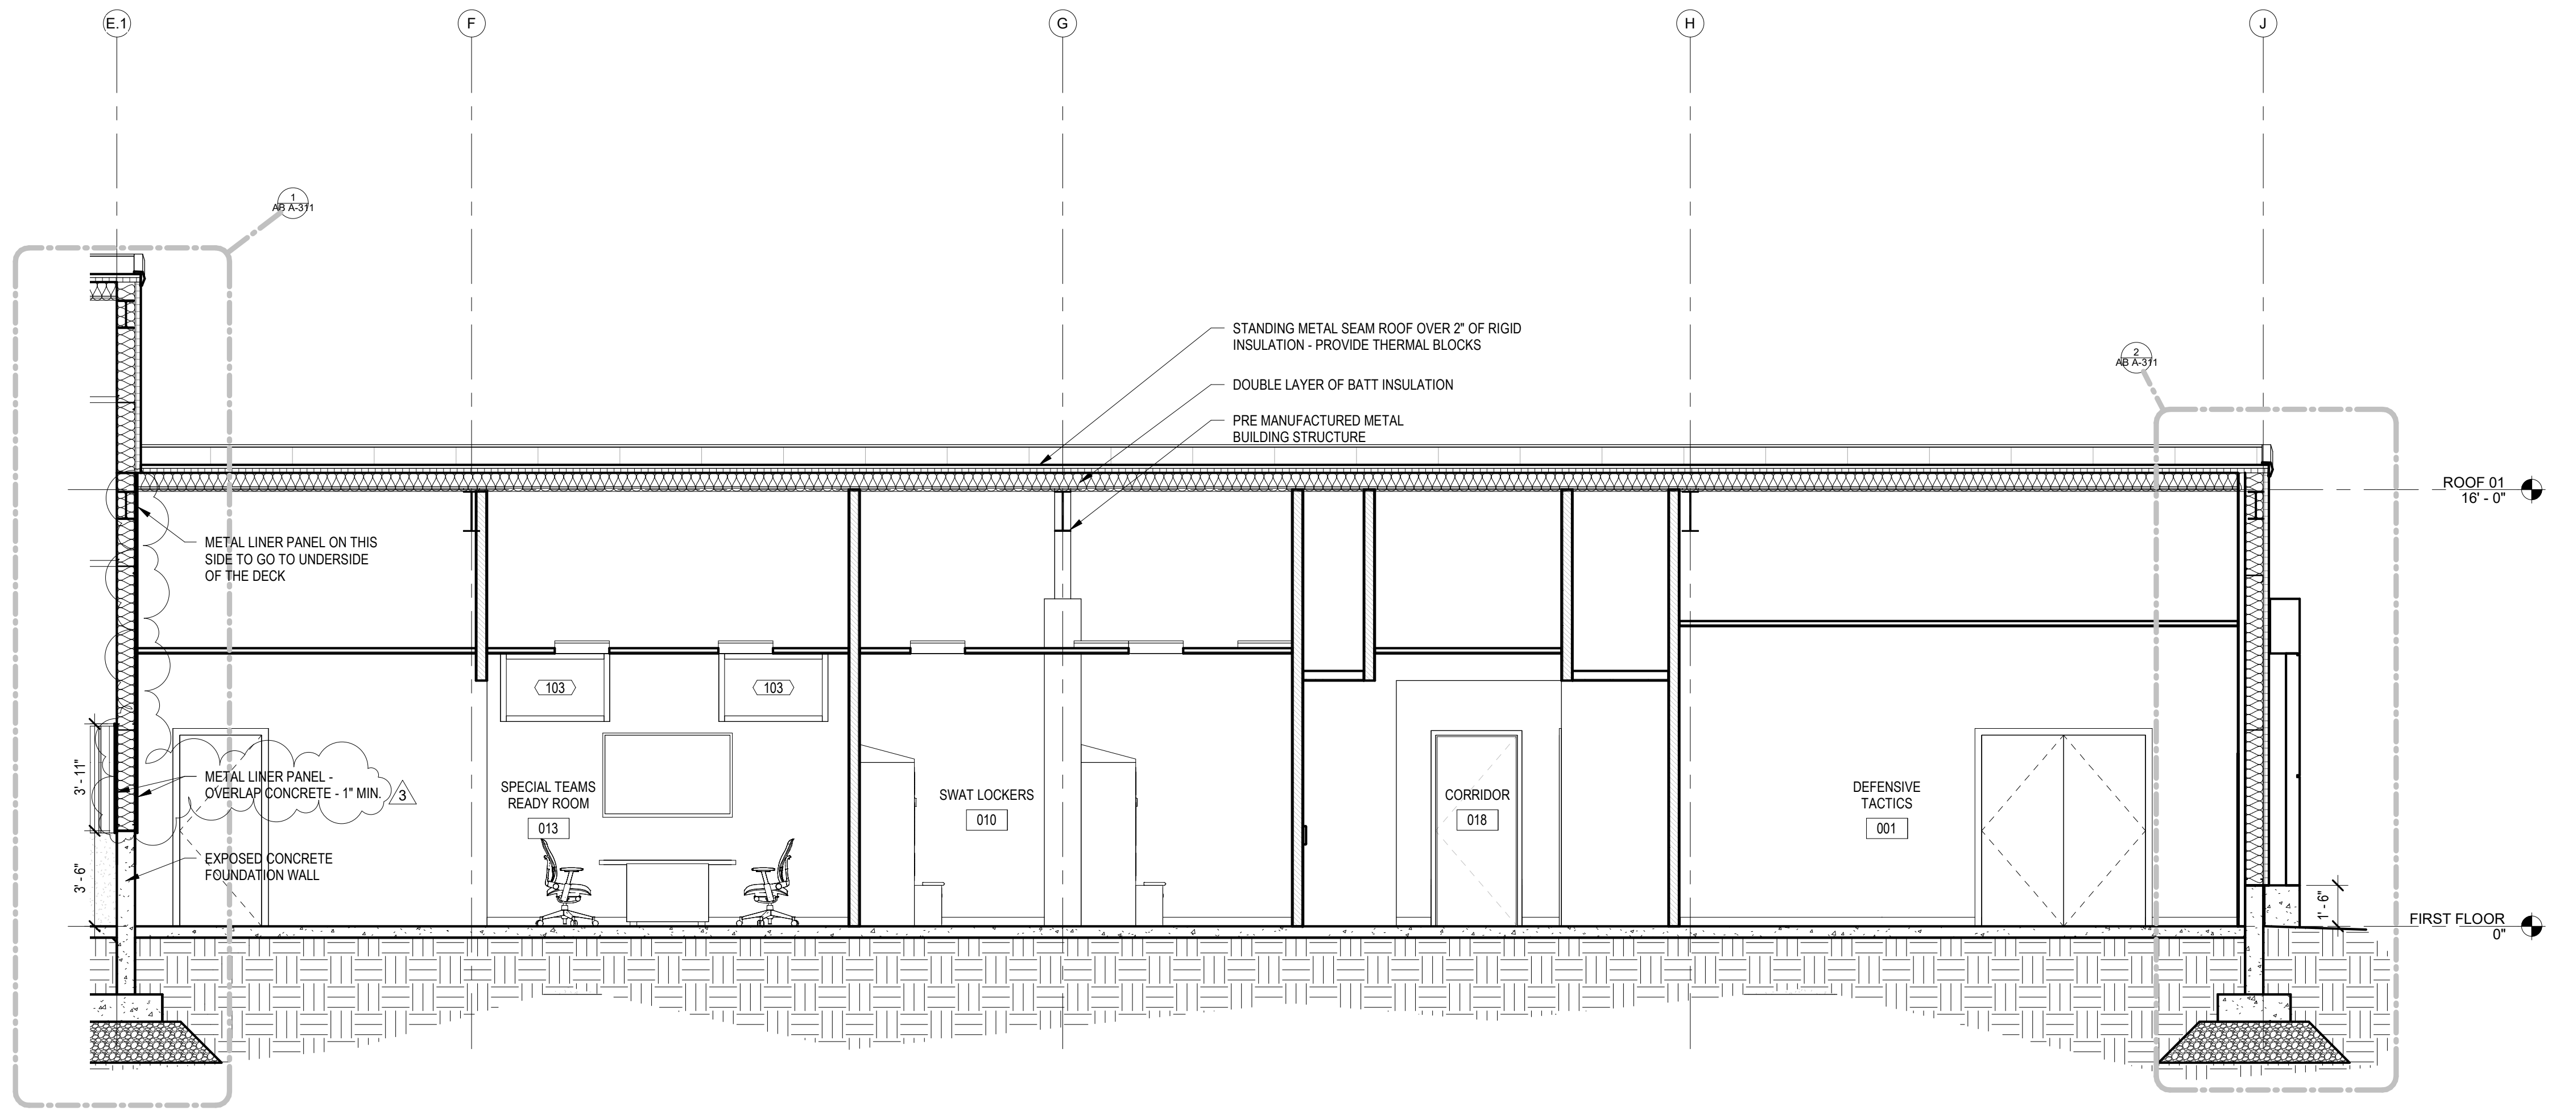 E.1
F
G
H
J
1
AB A-311
STANDING METAL SEAM ROOF OVER 2" OF RIGID
INSULATION - PROVIDE THERMAL BLOCKS
2
AB A-311
DOUBLE LAYER OF BATT INSULATION
PRE MANUFACTURED METAL
BUILDING STRUCTURE
ROOF 01
16' - 0"
METAL LINER PANEL ON THIS
SIDE TO GO TO UNDERSIDE
OF THE DECK
103
103
3' - 11"
METAL LINER PANEL -
OVERLAP CONCRETE - 1" MIN.
3
SPECIAL TEAMS
READY ROOM
013
SWAT LOCKERS
010
CORRIDOR
018
DEFENSIVE
TACTICS
001
3' - 6"
EXPOSED CONCRETE
FOUNDATION WALL
1' - 6"
FIRST FLOOR
0"